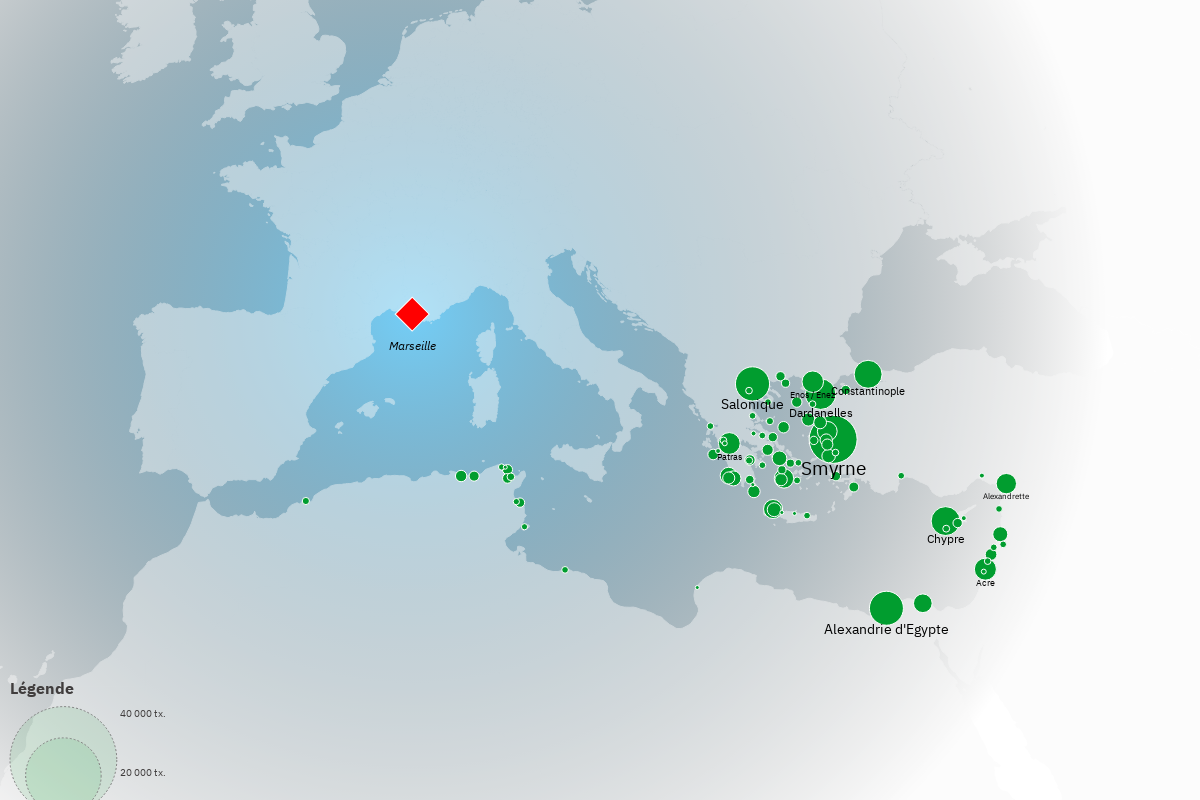 Marseille
Constantinople
Enos / Enez
Salonique
Dardanelles
Patras
Smyrne
Alexandrette
Chypre
Acre
Alexandrie d'Egypte
Légende
40 000 tx.
20 000 tx.